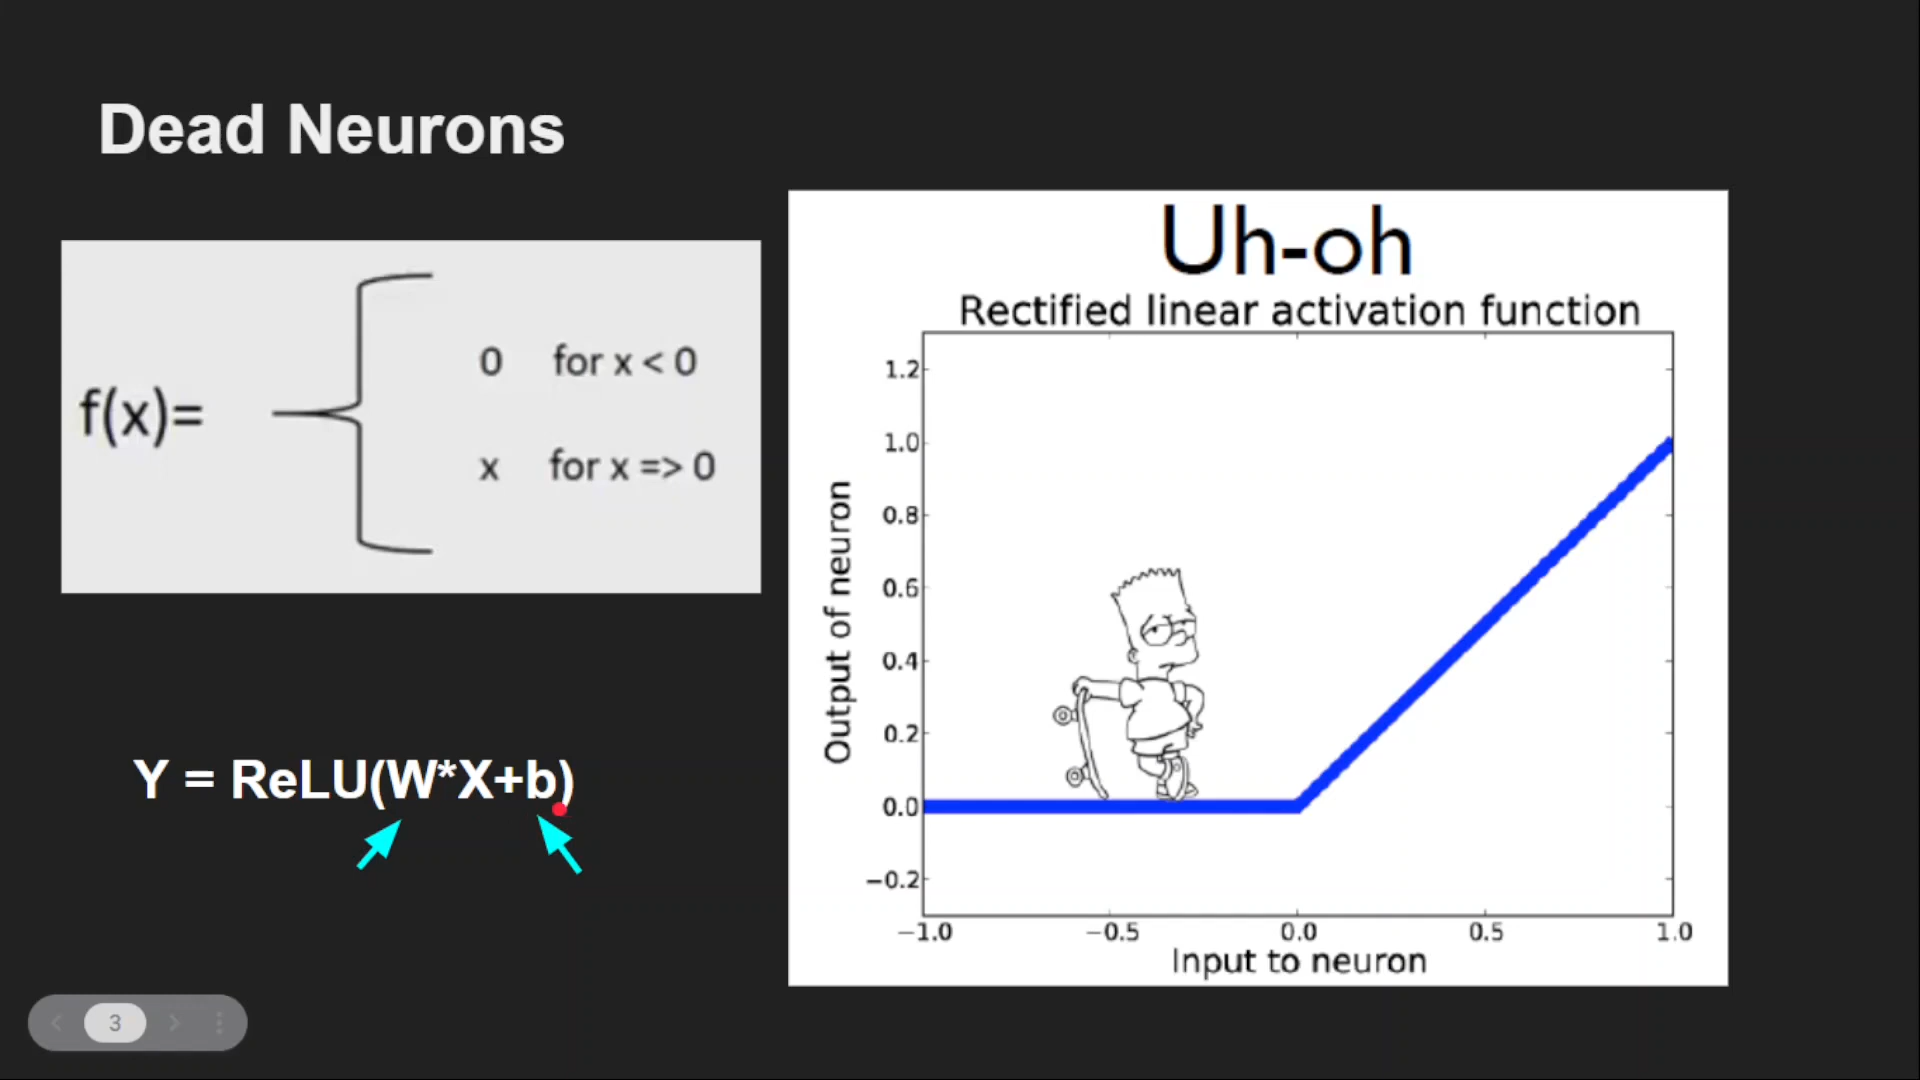 Dead Neurons
f(x)=
0 for x < 0
x for x => 0
Y = ReLU(W*X+b)
Uh-oh
Rectified linear activation function
Output of neuron
1.2
1.0
0.8
0.6
0.4
0.2
0.0
−0.2
−1.0 −0.5 0.0 0.5 1.0
Input to neuron
3